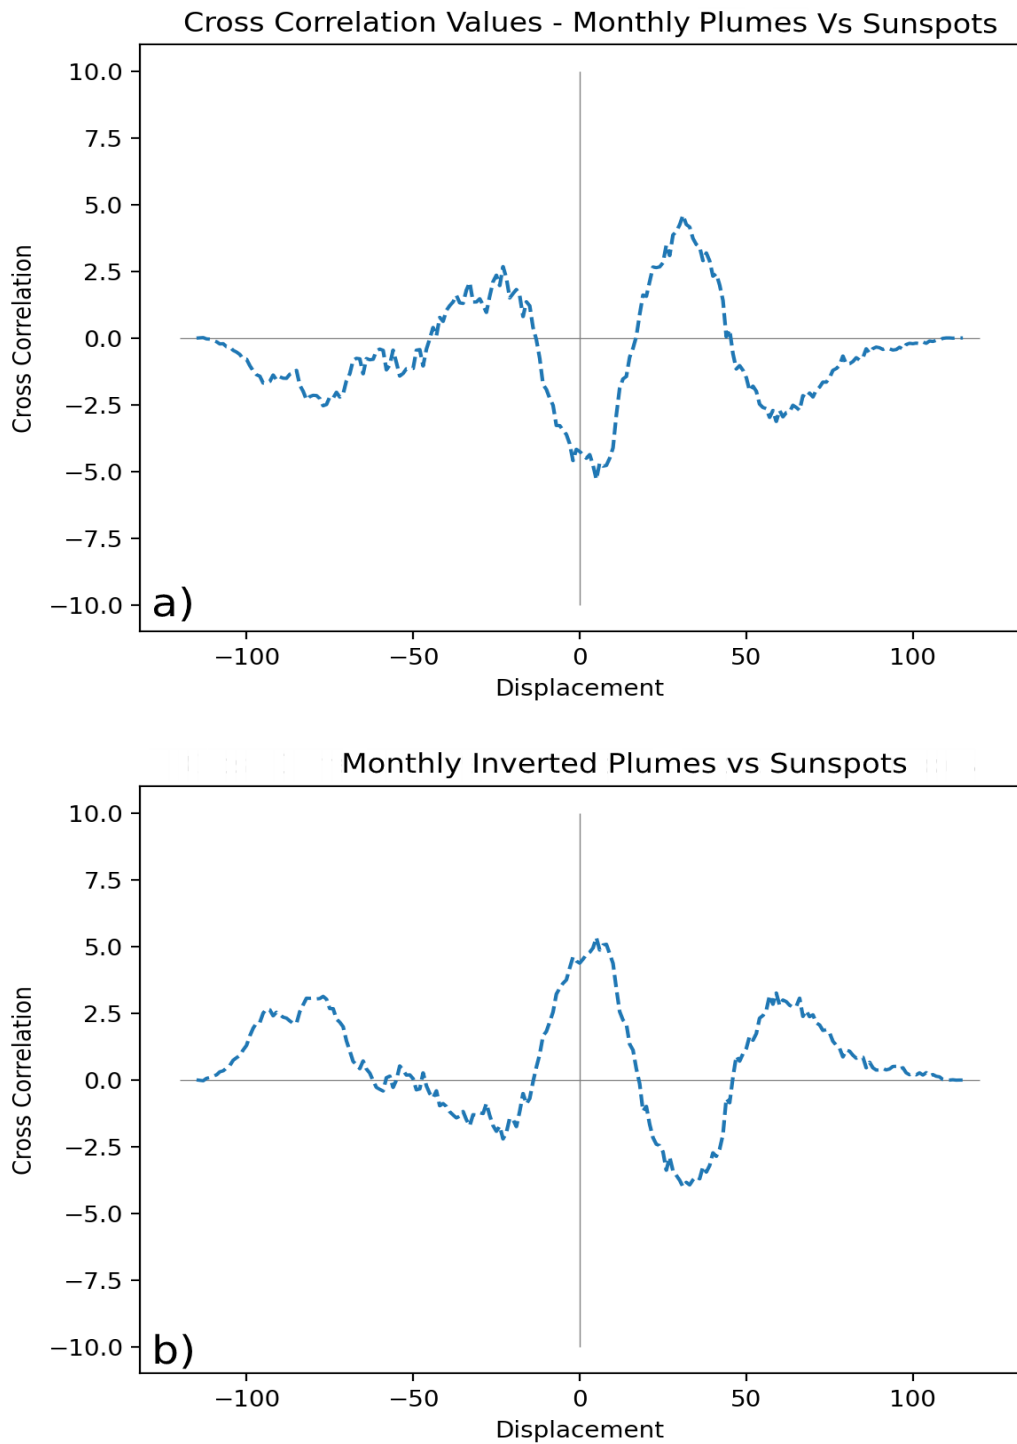 Cross Correlation Values - Monthly Plumes Vs Sunspots
10.0
7.5
5.0
2.5
0.0
−2.5
−5.0
−7.5
−10.0
Cross Correlation
a)
−100 −50 0 50 100
Displacement
Monthly Inverted Plumes vs Sunspots
10.0
7.5
5.0
2.5
0.0
−2.5
−5.0
−7.5
−10.0
Cross Correlation
b)
−100 −50 0 50 100
Displacement